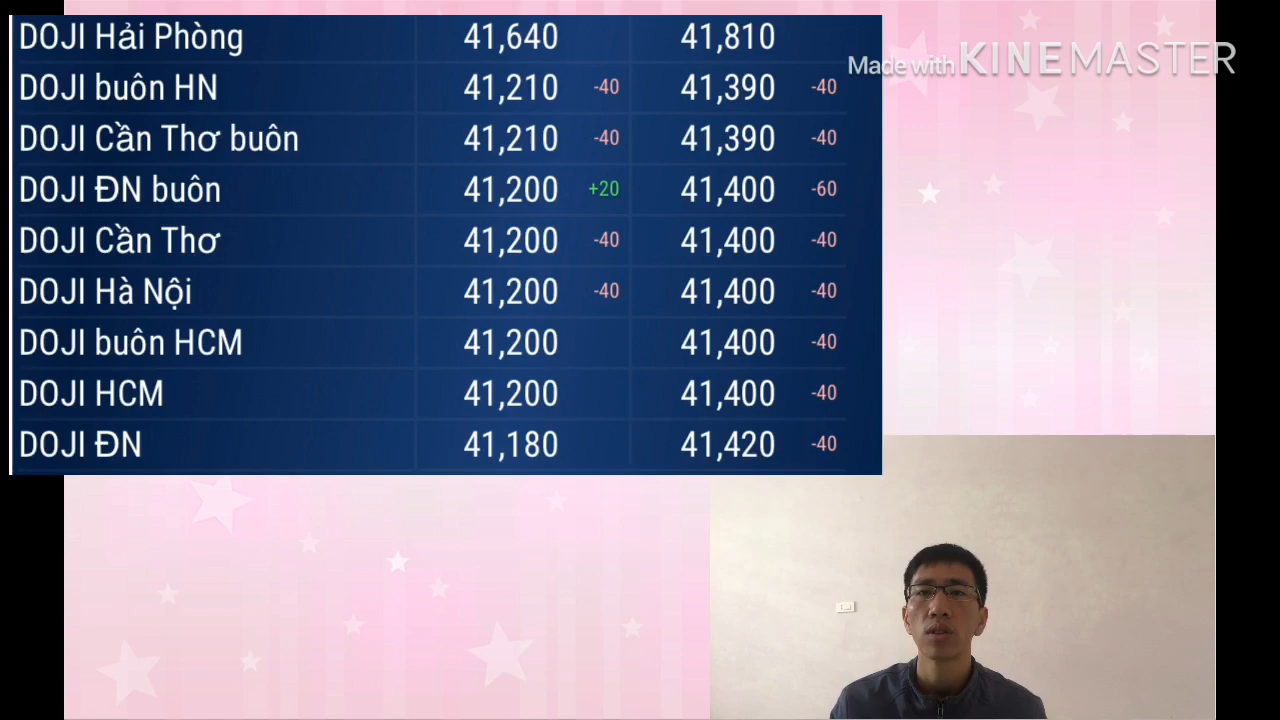 DOJI Hải Phòng 41,640 41,810
Made with KINEMASTER
DOJI buôn HN 41,210 -40 41,390 -40
DOJI Cần Thơ buôn 41,210 -40 41,390 -40
DOJI ĐN buôn 41,200 +20 41,400 -60
DOJI Cần Thơ 41,200 -40 41,400 -40
DOJI Hà Nội 41,200 -40 41,400 -40
DOJI buôn HCM 41,200 41,400 -40
DOJI HCM 41,200 41,400 -40
DOJI ĐN 41,180 41,420 -40